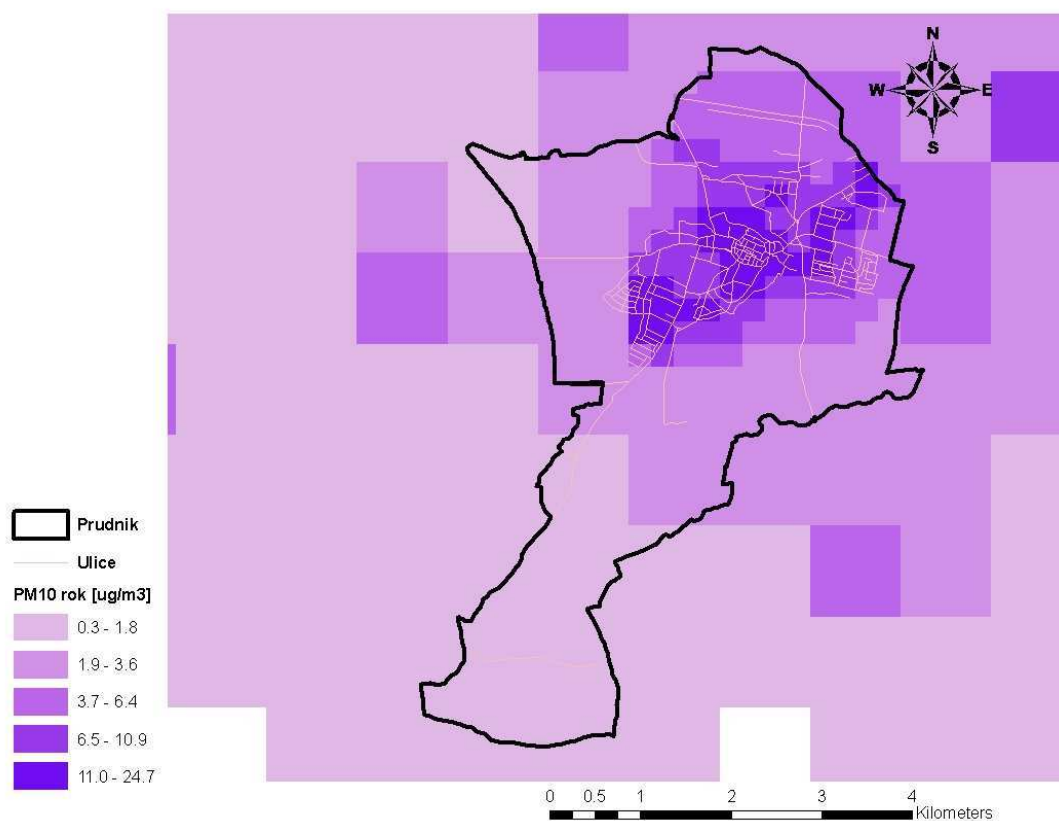 N
W E
S
Prudnik
Ulice
PM10 rok [ug/m3]
0.3 - 1.8
1.9 - 3.6
3.7 - 6.4
6.5 - 10.9
11.0 - 24.7
0 0.5 1 2 3 4
Kilometers